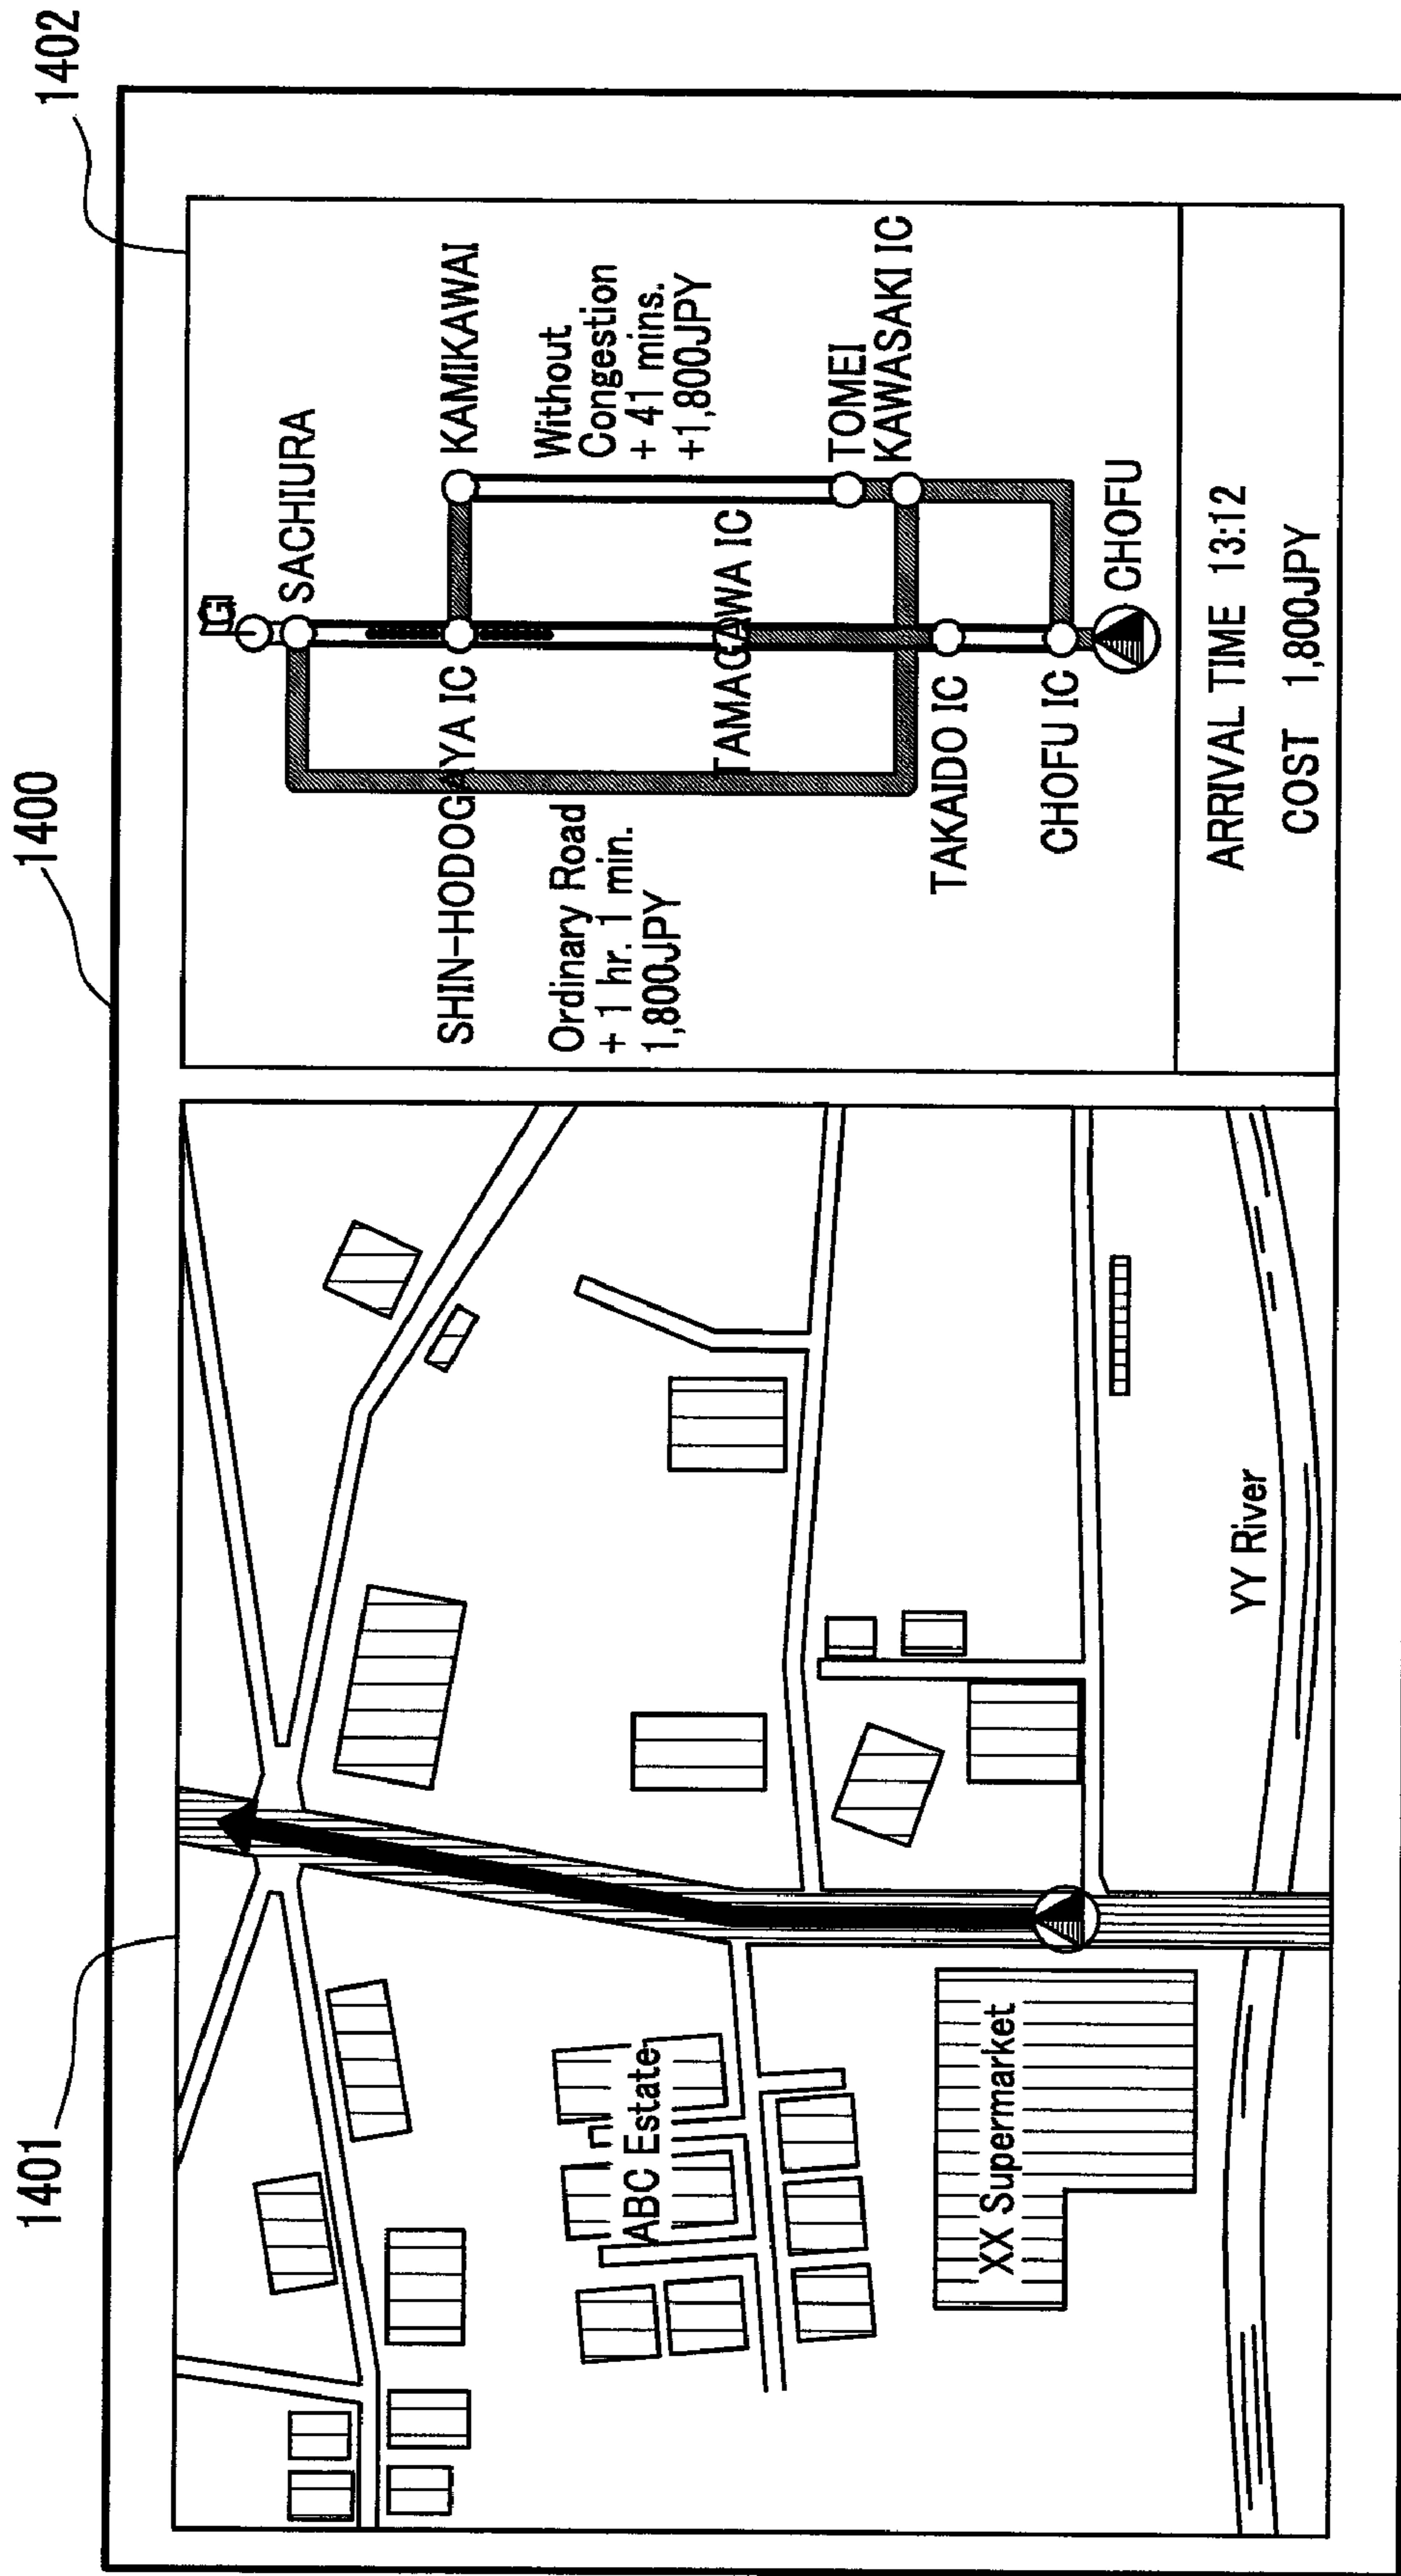 1400
1401
1402
ABC Estate
XX Supermarket
YY River
G
SACHIURA
SHIN-HODOGAYA IC
KAMIKAWAI
Ordinary Road
+ 1 hr. 1 min.
1,800JPY
Without
Congestion
+ 41 mins.
+1,800JPY
TAMAGAWA IC
TOMEI
KAWASAKI IC
TAKAIDO IC
CHOFU IC
CHOFU
ARRIVAL TIME 13:12
COST 1,800JPY